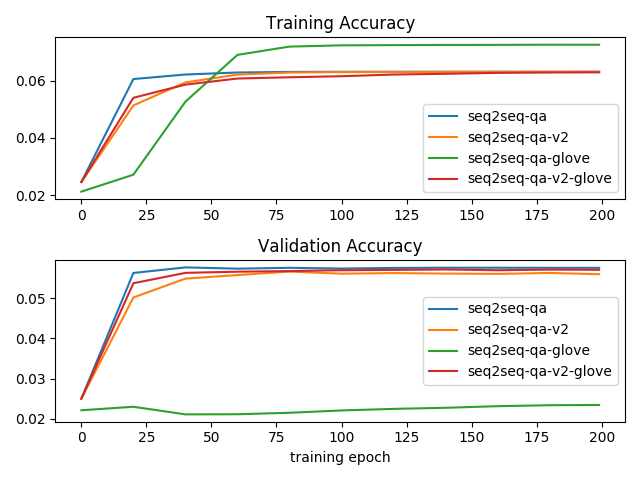 Training Accuracy
0.06
0.04
0.02
seq2seq-qa
seq2seq-qa-v2
seq2seq-qa-glove
seq2seq-qa-v2-glove
0 25 50 75 100 125 150 175 200
Validation Accuracy
0.05
0.04
0.03
0.02
seq2seq-qa
seq2seq-qa-v2
seq2seq-qa-glove
seq2seq-qa-v2-glove
0 25 50 75 100 125 150 175 200
training epoch